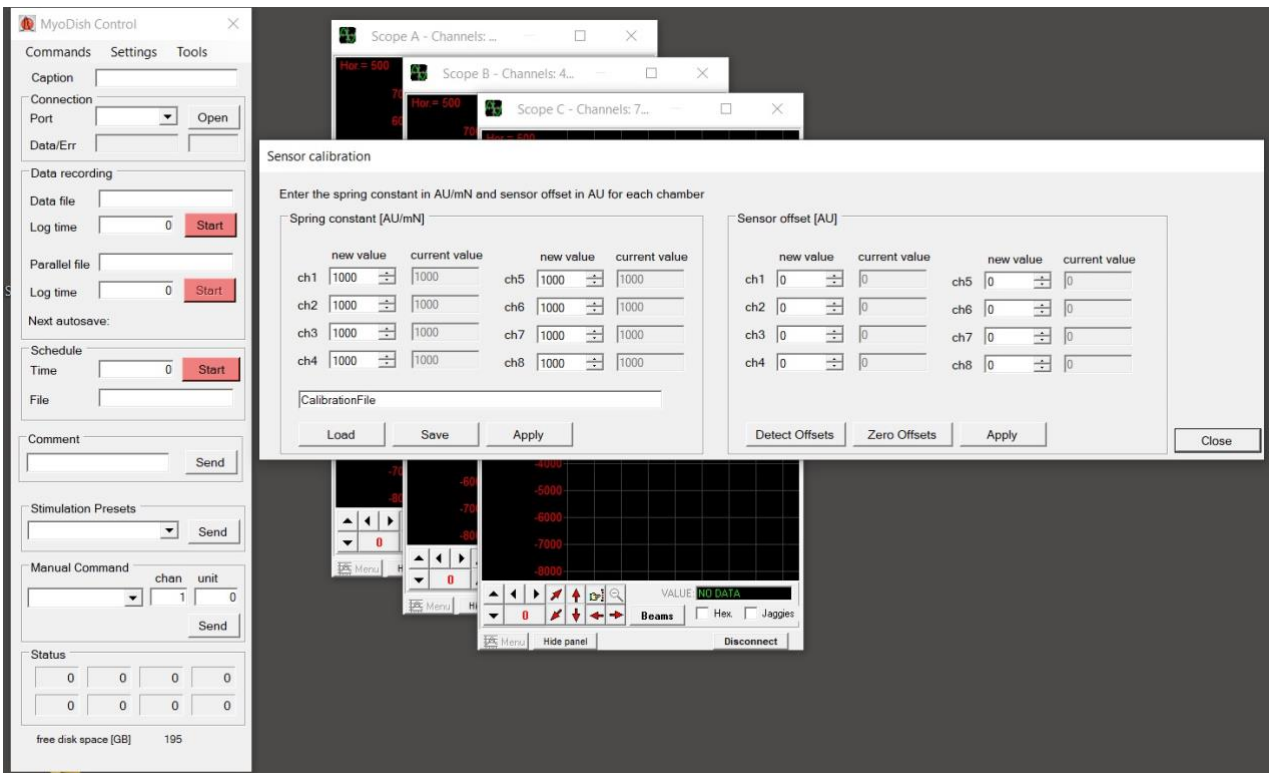 MyoDish Control
Commands Settings Tools
Caption
Connection
Port Open
Data/Err
Data recording
Data file
Log time 0 Start
Parallel file
Log time 0 Start
Next autosave:
Schedule
Time 0 Start
File
Comment
Send
Stimulation Presets
Send
Manual Command
chan unit
1 0
Send
Status
0 0 0 0
0 0 0 0
free disk space [GB] 195
Scope A - Channels: ...
Hor = 500
Scope B - Channels: 4...
Hor = 500
Scope C - Channels: 7...
Hor = 500
Sensor calibration
Enter the spring constant in AU/mN and sensor offset in AU for each chamber
Spring constant [AU/mN]
new value current value new value current value
ch1 1000 1000 ch5 1000 1000
ch2 1000 1000 ch6 1000 1000
ch3 1000 1000 ch7 1000 1000
ch4 1000 1000 ch8 1000 1000
CalibrationFile
Load Save Apply
Sensor offset [AU]
new value current value new value current value
ch1 0 0 ch5 0 0
ch2 0 0 ch6 0 0
ch3 0 0 ch7 0 0
ch4 0 0 ch8 0 0
Detect Offsets Zero Offsets Apply
Close
-4000
-5000
-6000
-7000
-8000
0
Menu
0
Menu
VALUE: NO DATA
0 Beams Hex. Jaggies
Menu Hide panel Disconnect